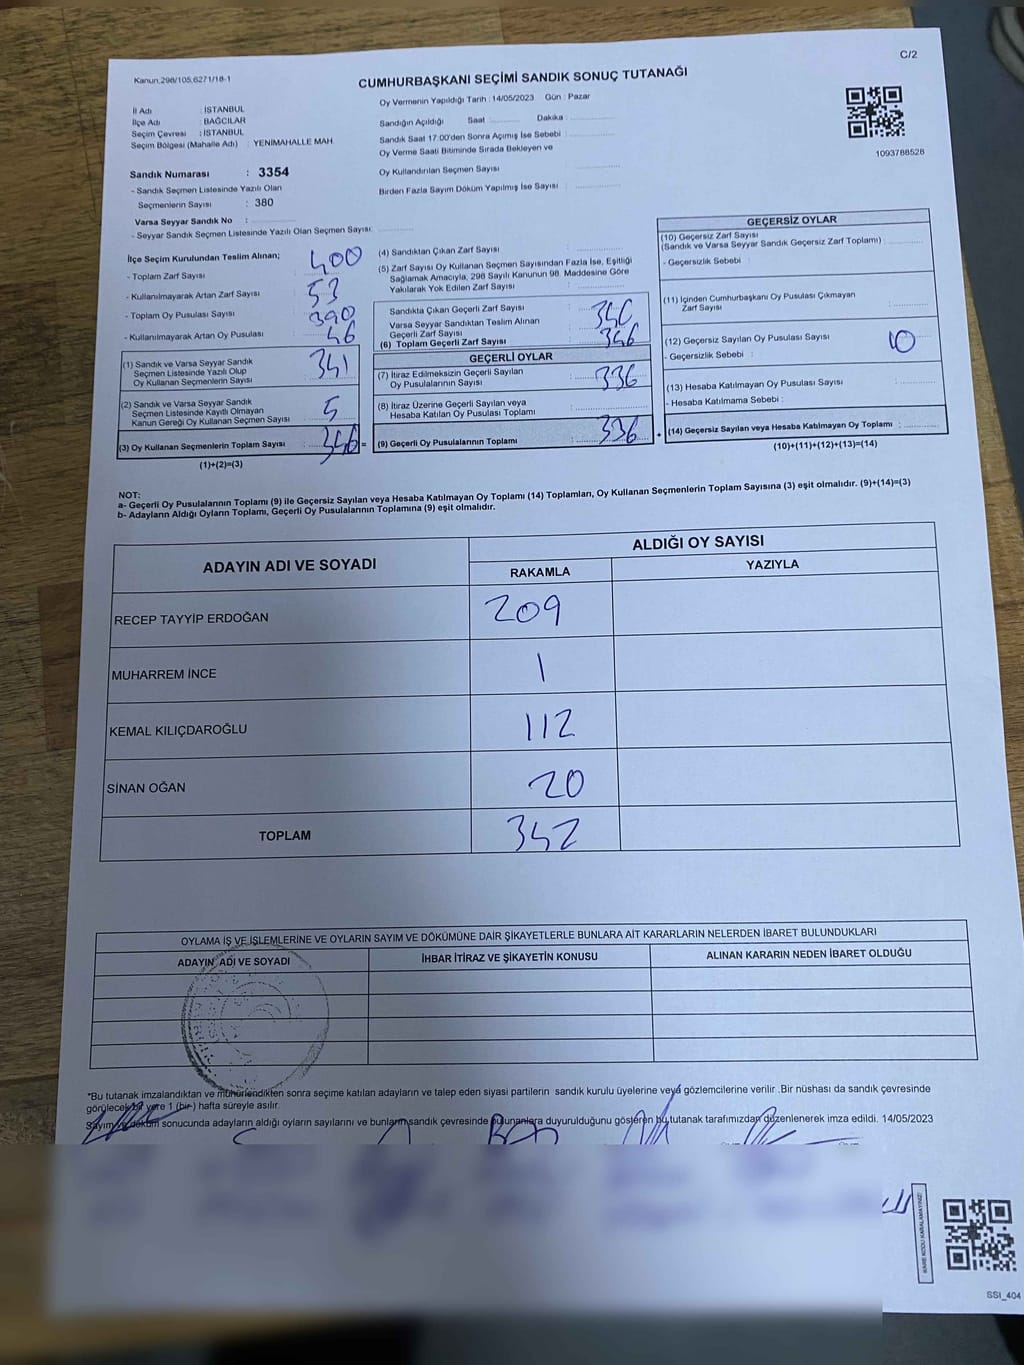 C/2
Kanun,298/105,6271/18-1
CUMHURBAŞKANI SEÇİMİ SANDIK SONUÇ TUTANAĞI
1093788528
İl Adı : İSTANBUL
İlçe Adı : BAĞCILAR
Seçim Çevresi : İSTANBUL
Seçim Bölgesi (Mahalle Adı) : YENİMAHALLE MAH.
Sandık Numarası : 3354
- Sandık Seçmen Listesinde Yazılı Olan
Seçmenlerin Sayısı : 380
Varsa Seyyar Sandık No :
- Seyyar Sandık Seçmen Listesinde Yazılı Olan Seçmen Sayısı:
Oy Vermenin Yapıldığı Tarih : 14/05/2023 Gün : Pazar
Sandığın Açıldığı Saat Dakika :
Sandık Saat 17:00'den Sonra Açımış İse Sebebi :
Oy Verme Saati Bitiminde Sırada Bekleyen ve
Oy Kullandırılan Seçmen Sayısı :
Birden Fazla Sayım Döküm Yapılmış İse Sayısı :
İlçe Seçim Kurulundan Teslim Alınan;
- Toplam Zarf Sayısı : 400
- Kullanılmayarak Artan Zarf Sayısı : 53
- Toplam Oy Pusulası Sayısı : 390
- Kullanılmayarak Artan Oy Pusulası : 46
(1) Sandık ve Varsa Seyyar Sandık
Seçmen Listesinde Yazılı Olup
Oy Kullanan Seçmenlerin Sayısı : 341
(2) Sandık ve Varsa Seyyar Sandık
Seçmen Listesinde Kayıtlı Olmayan
Kanun Gereği Oy Kullanan Seçmen Sayısı : 5
(3) Oy Kullanan Seçmenlerin Toplam Sayısı : 346 =
(1)+(2)=(3)
(4) Sandıktan Çıkan Zarf Sayısı :
(5) Zarf Sayısı Oy Kullanan Seçmen Sayısından Fazla İse, Eşitliği
Sağlamak Amacıyla, 298 Sayılı Kanunun 98. Maddesine Göre
Yakılarak Yok Edilen Zarf Sayısı :
Sandıkta Çıkan Geçerli Zarf Sayısı : 346
Varsa Seyyar Sandıktan Teslim Alınan
Geçerli Zarf Sayısı :
(6) Toplam Geçerli Zarf Sayısı : 346
GEÇERLİ OYLAR
(7) İtiraz Edilmeksizin Geçerli Sayılan
Oy Pusulalarının Sayısı : 336
(8) İtiraz Üzerine Geçerli Sayılan veya
Hesaba Katılan Oy Pusulası Toplamı :
(9) Geçerli Oy Pusulalarının Toplamı : 336 +
GEÇERSİZ OYLAR
(10) Geçersiz Zarf Sayısı
(Sandık ve Varsa Seyyar Sandık Geçersiz Zarf Toplamı) :
- Geçersizlik Sebebi :
(11) İçinden Cumhurbaşkanı Oy Pusulası Çıkmayan
Zarf Sayısı :
(12) Geçersiz Sayılan Oy Pusulası Sayısı : 10
- Geçersizlik Sebebi :
(13) Hesaba Katılmayan Oy Pusulası Sayısı :
- Hesaba Katılmama Sebebi :
(14) Geçersiz Sayılan veya Hesaba Katılmayan Oy Toplamı :
(10)+(11)+(12)+(13)=(14)
NOT:
a- Geçerli Oy Pusulalarının Toplamı (9) ile Geçersiz Sayılan veya Hesaba Katılmayan Oy Toplamı (14) Toplamları, Oy Kullanan Seçmenlerin Toplam Sayısına (3) eşit olmalıdır. (9)+(14)=(3)
b- Adayların Aldığı Oyların Toplamı, Geçerli Oy Pusulalarının Toplamına (9) eşit olmalıdır.
ADAYIN ADI VE SOYADI
ALDIĞI OY SAYISI
RAKAMLA YAZIYLA
RECEP TAYYİP ERDOĞAN 209
MUHARREM İNCE 1
KEMAL KILIÇDAROĞLU 112
SİNAN OĞAN 20
TOPLAM 342
OYLAMA İŞ VE İŞLEMLERİNE VE OYLARIN SAYIM VE DÖKÜMÜNE DAİR ŞİKAYETLERLE BUNLARA AİT KARARLARIN NELERDEN İBARET BULUNDUKLARI
ADAYIN ADI VE SOYADI İHBAR İTİRAZ VE ŞİKAYETİN KONUSU ALINAN KARARIN NEDEN İBARET OLDUĞU
*Bu tutanak imzalandıktan ve mühürlendikten sonra seçime katılan adayların ve talep eden siyasi partilerin sandık kurulu üyelerine veya gözlemcilerine verilir .Bir nüshası da sandık çevresinde
görülecek bir yere 1 (bir ) hafta süreyle asılır.
Sayım ve döküm sonucunda adayların aldığı oyların sayılarını ve bunların sandık çevresinde bulunanlara duyurulduğunu gösteren bu tutanak tarafımızdan düzenlenerek imza edildi. 14/05/2023
KARE KODU KARALAMAYINIZ!
SSI_404